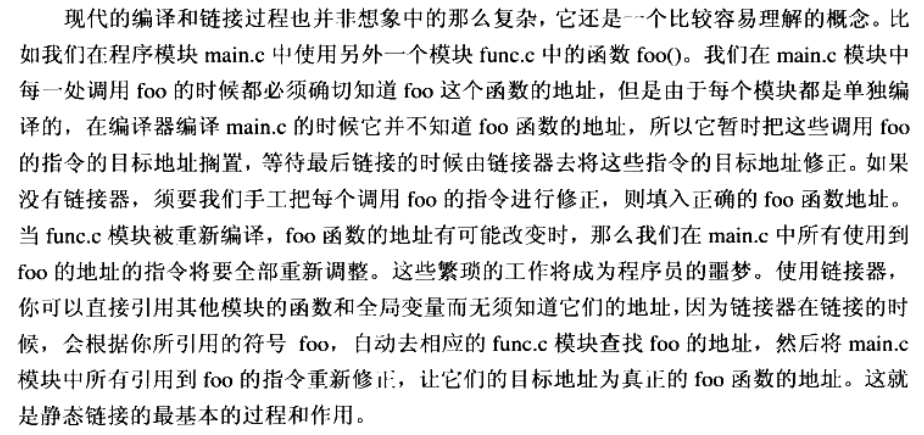 现代的编译和链接过程也并非想象中的那么复杂，它还是一个比较容易理解的概念。比
如我们在程序模块 main.c 中使用另外一个模块 func.c 中的函数 foo()。我们在 main.c 模块中
每一处调用 foo 的时候都必须确切知道 foo 这个函数的地址，但是由于每个模块都是单独编
译的，在编译器编译 main.c 的时候它并不知道 foo 函数的地址，所以它暂时把这些调用 foo
的指令的目标地址搁置，等待最后链接的时候由链接器去将这些指令的目标地址修正。如果
没有链接器，须要我们手工把每个调用 foo 的指令进行修正，则填入正确的 foo 函数地址。
当 func.c 模块被重新编译，foo 函数的地址有可能改变时，那么我们在 main.c 中所有使用到
foo 的地址的指令将要全部重新调整。这些繁琐的工作将成为程序员的噩梦。使用链接器，
你可以直接引用其他模块的函数和全局变量而无须知道它们的地址，因为链接器在链接的时
候，会根据你所引用的符号 foo，自动去相应的 func.c 模块查找 foo 的地址，然后将 main.c
模块中所有引用到 foo 的指令重新修正，让它们的目标地址为真正的 foo 函数的地址。这就
是静态链接的最基本的过程和作用。